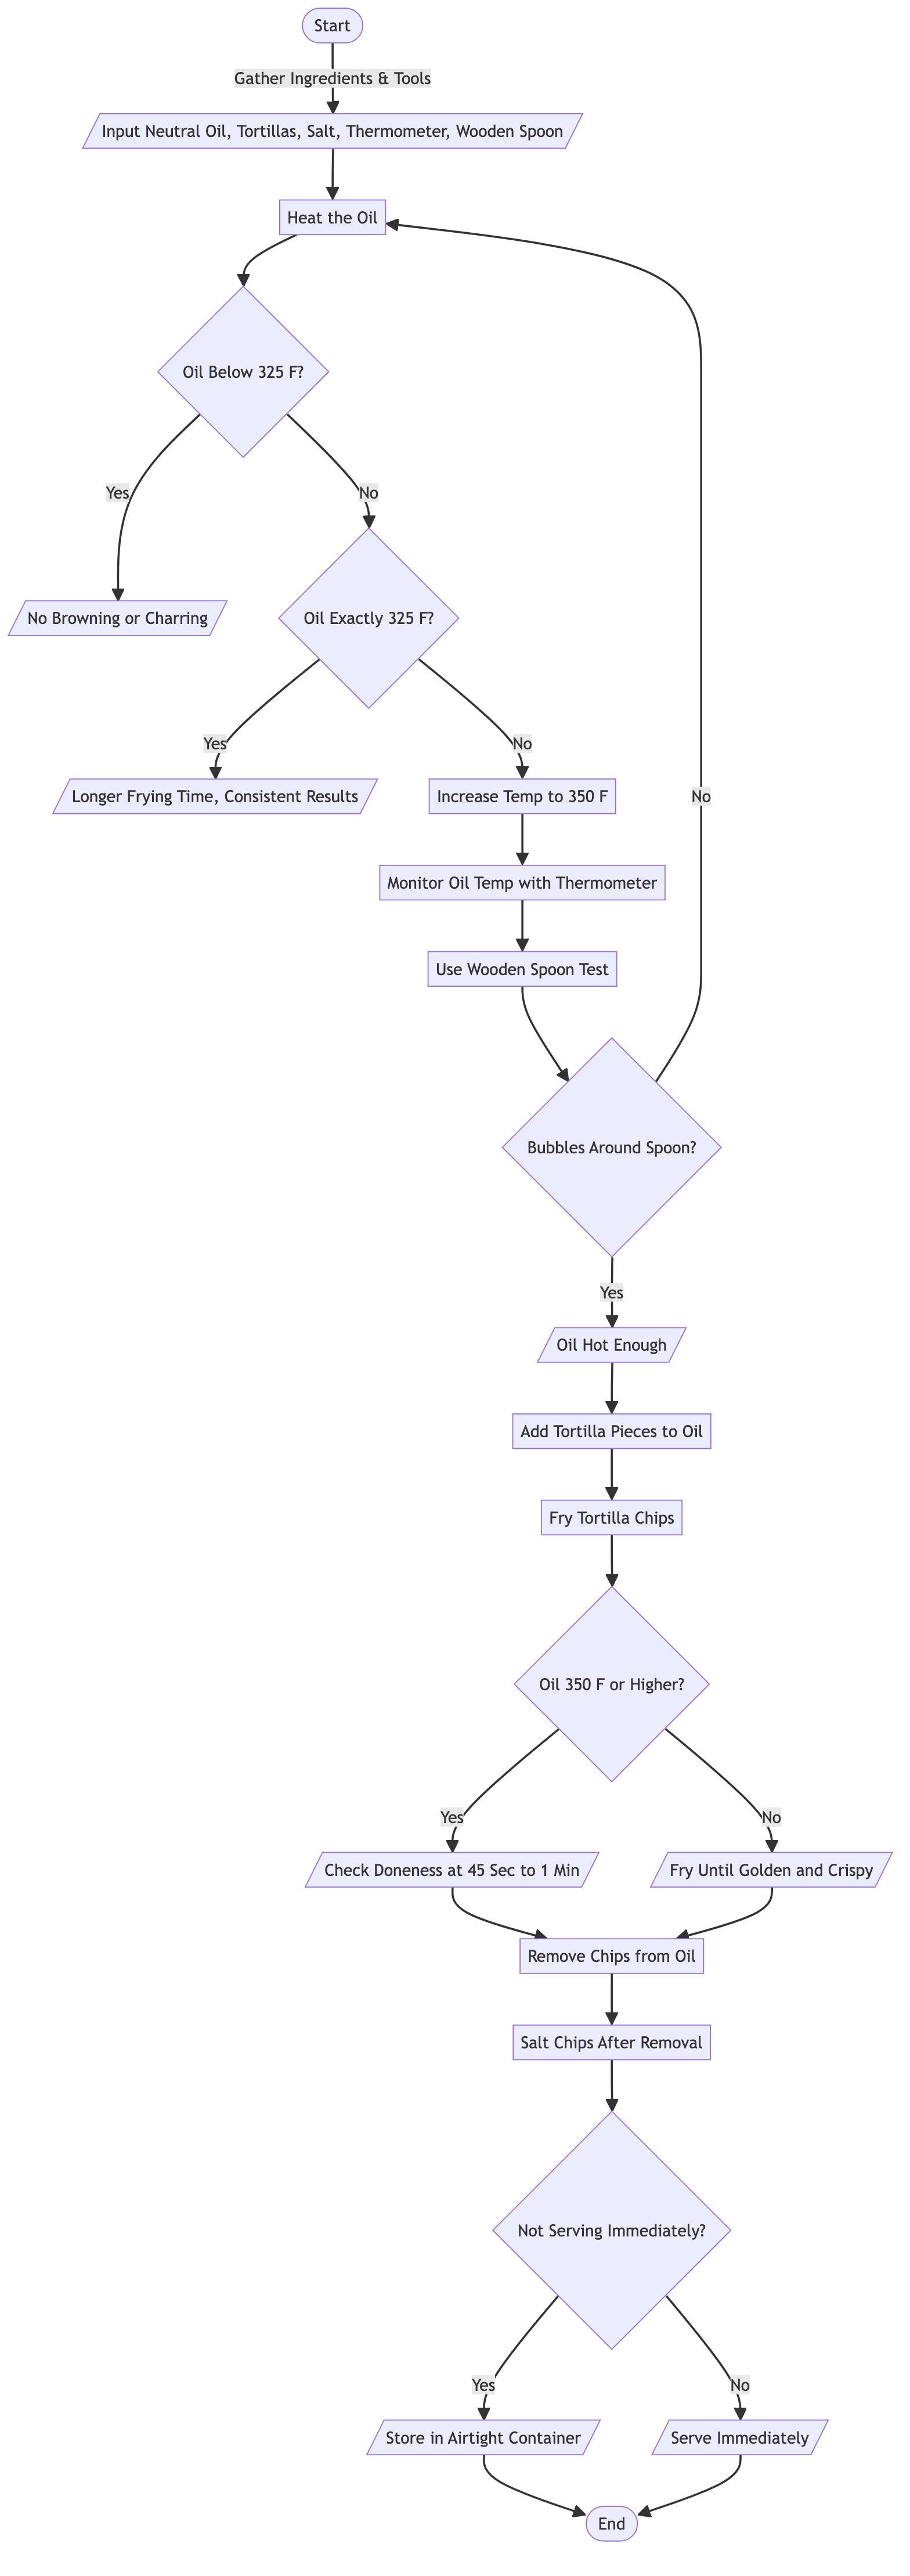 Start
Gather Ingredients & Tools
Input Neutral Oil, Tortillas, Salt, Thermometer, Wooden Spoon
Heat the Oil
Oil Below 325 F?
Yes
No
No Browning or Charring
Oil Exactly 325 F?
Yes
No
Longer Frying Time, Consistent Results
Increase Temp to 350 F
No
Monitor Oil Temp with Thermometer
Use Wooden Spoon Test
Bubbles Around Spoon?
Yes
Oil Hot Enough
Add Tortilla Pieces to Oil
Fry Tortilla Chips
Oil 350 F or Higher?
Yes
No
Check Doneness at 45 Sec to 1 Min
Fry Until Golden and Crispy
Remove Chips from Oil
Salt Chips After Removal
Not Serving Immediately?
Yes
No
Store in Airtight Container
Serve Immediately
End